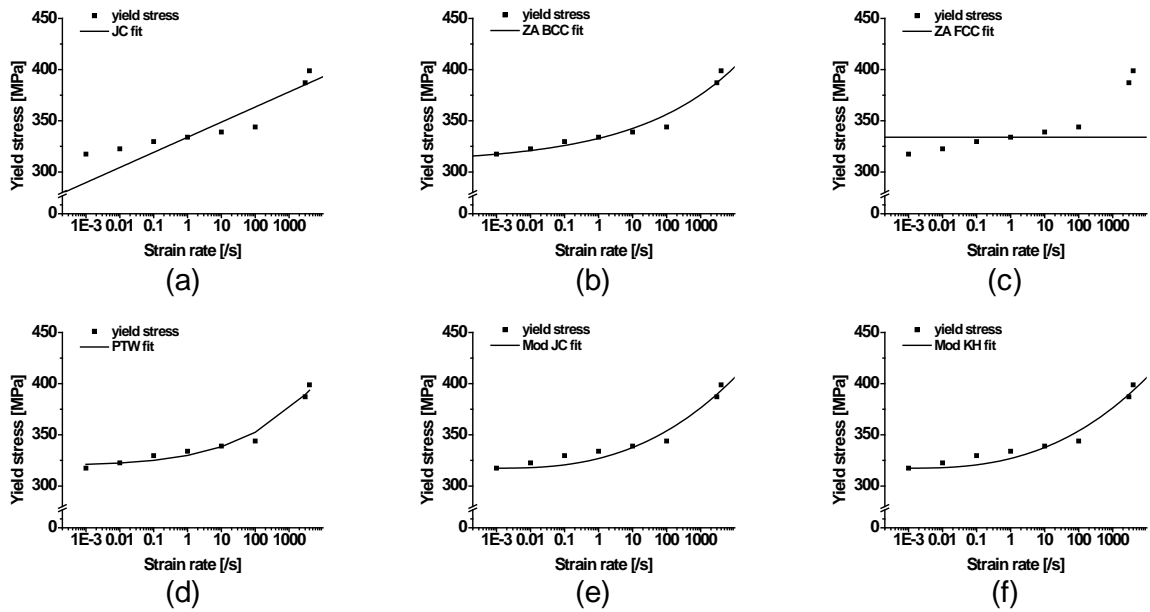 yield stress
JC fit
450
400
350
300
0
Yield stress [MPa]
1E-3 0.01 0.1 1 10 100 1000
Strain rate [/s]
(a)
yield stress
ZA BCC fit
450
400
350
300
0
Yield stress [MPa]
1E-3 0.01 0.1 1 10 100 1000
Strain rate [/s]
(b)
yield stress
ZA FCC fit
450
400
350
300
0
Yield stress [MPa]
1E-3 0.01 0.1 1 10 100 1000
Strain rate [/s]
(c)
yield stress
PTW fit
450
400
350
300
0
Yield stress [MPa]
1E-3 0.01 0.1 1 10 100 1000
Strain rate [/s]
(d)
yield stress
Mod JC fit
450
400
350
300
0
Yield stress [MPa]
1E-3 0.01 0.1 1 10 100 1000
Strain rate [/s]
(e)
yield stress
Mod KH fit
450
400
350
300
0
Yield stress [MPa]
1E-3 0.01 0.1 1 10 100 1000
Strain rate [/s]
(f)